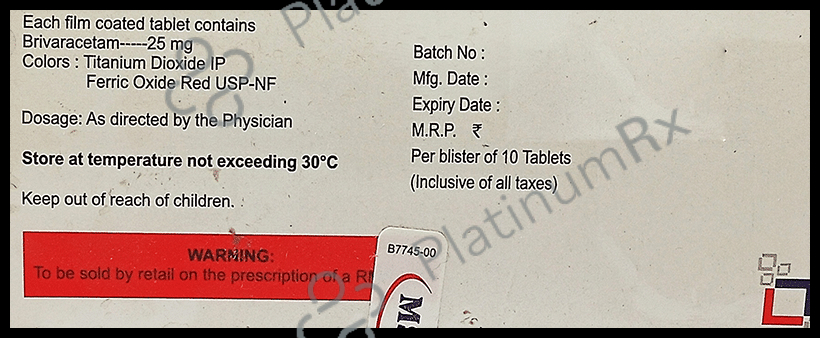 Each film coated tablet contains
Brivaracetam-----25 mg
Colors : Titanium Dioxide IP
Ferric Oxide Red USP-NF
Dosage: As directed by the Physician
Store at temperature not exceeding 30°C
Keep out of reach of children.
WARNING:
To be sold by retail on the prescription of a
Batch No :
Mfg. Date :
Expiry Date :
M.R.P. ₹
Per blister of 10 Tablets
(Inclusive of all taxes)
B7745-00
PlatinumRx